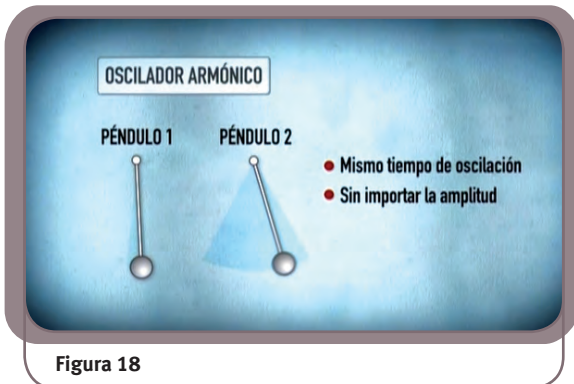 OSCILADOR ARMÓNICO
PÉNDULO 1 PÉNDULO 2
Mismo tiempo de oscilación
Sin importar la amplitud
Figura 18